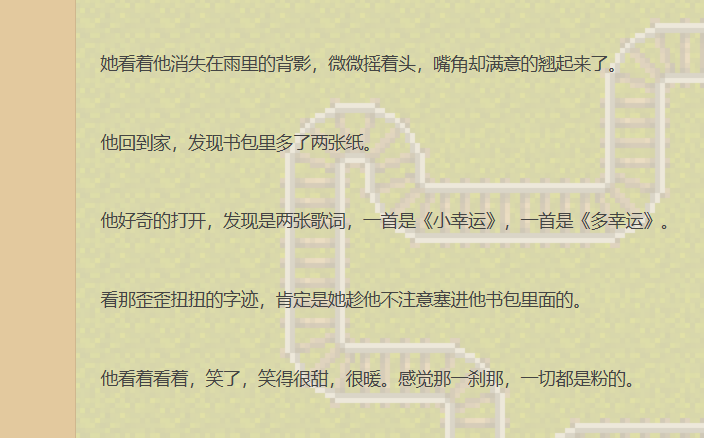 她看着他消失在雨里的背影，微微摇着头，嘴角却满意的翘起来了。
他回到家，发现书包里多了两张纸。
他好奇的打开，发现是两张歌词，一首是《小幸运》，一首是《多幸运》。
看那歪歪扭扭的字迹，肯定是她趁他不注意塞进他书包里面的。
他看着看着，笑了，笑得很甜，很暖。感觉那一刹那，一切都是粉的。